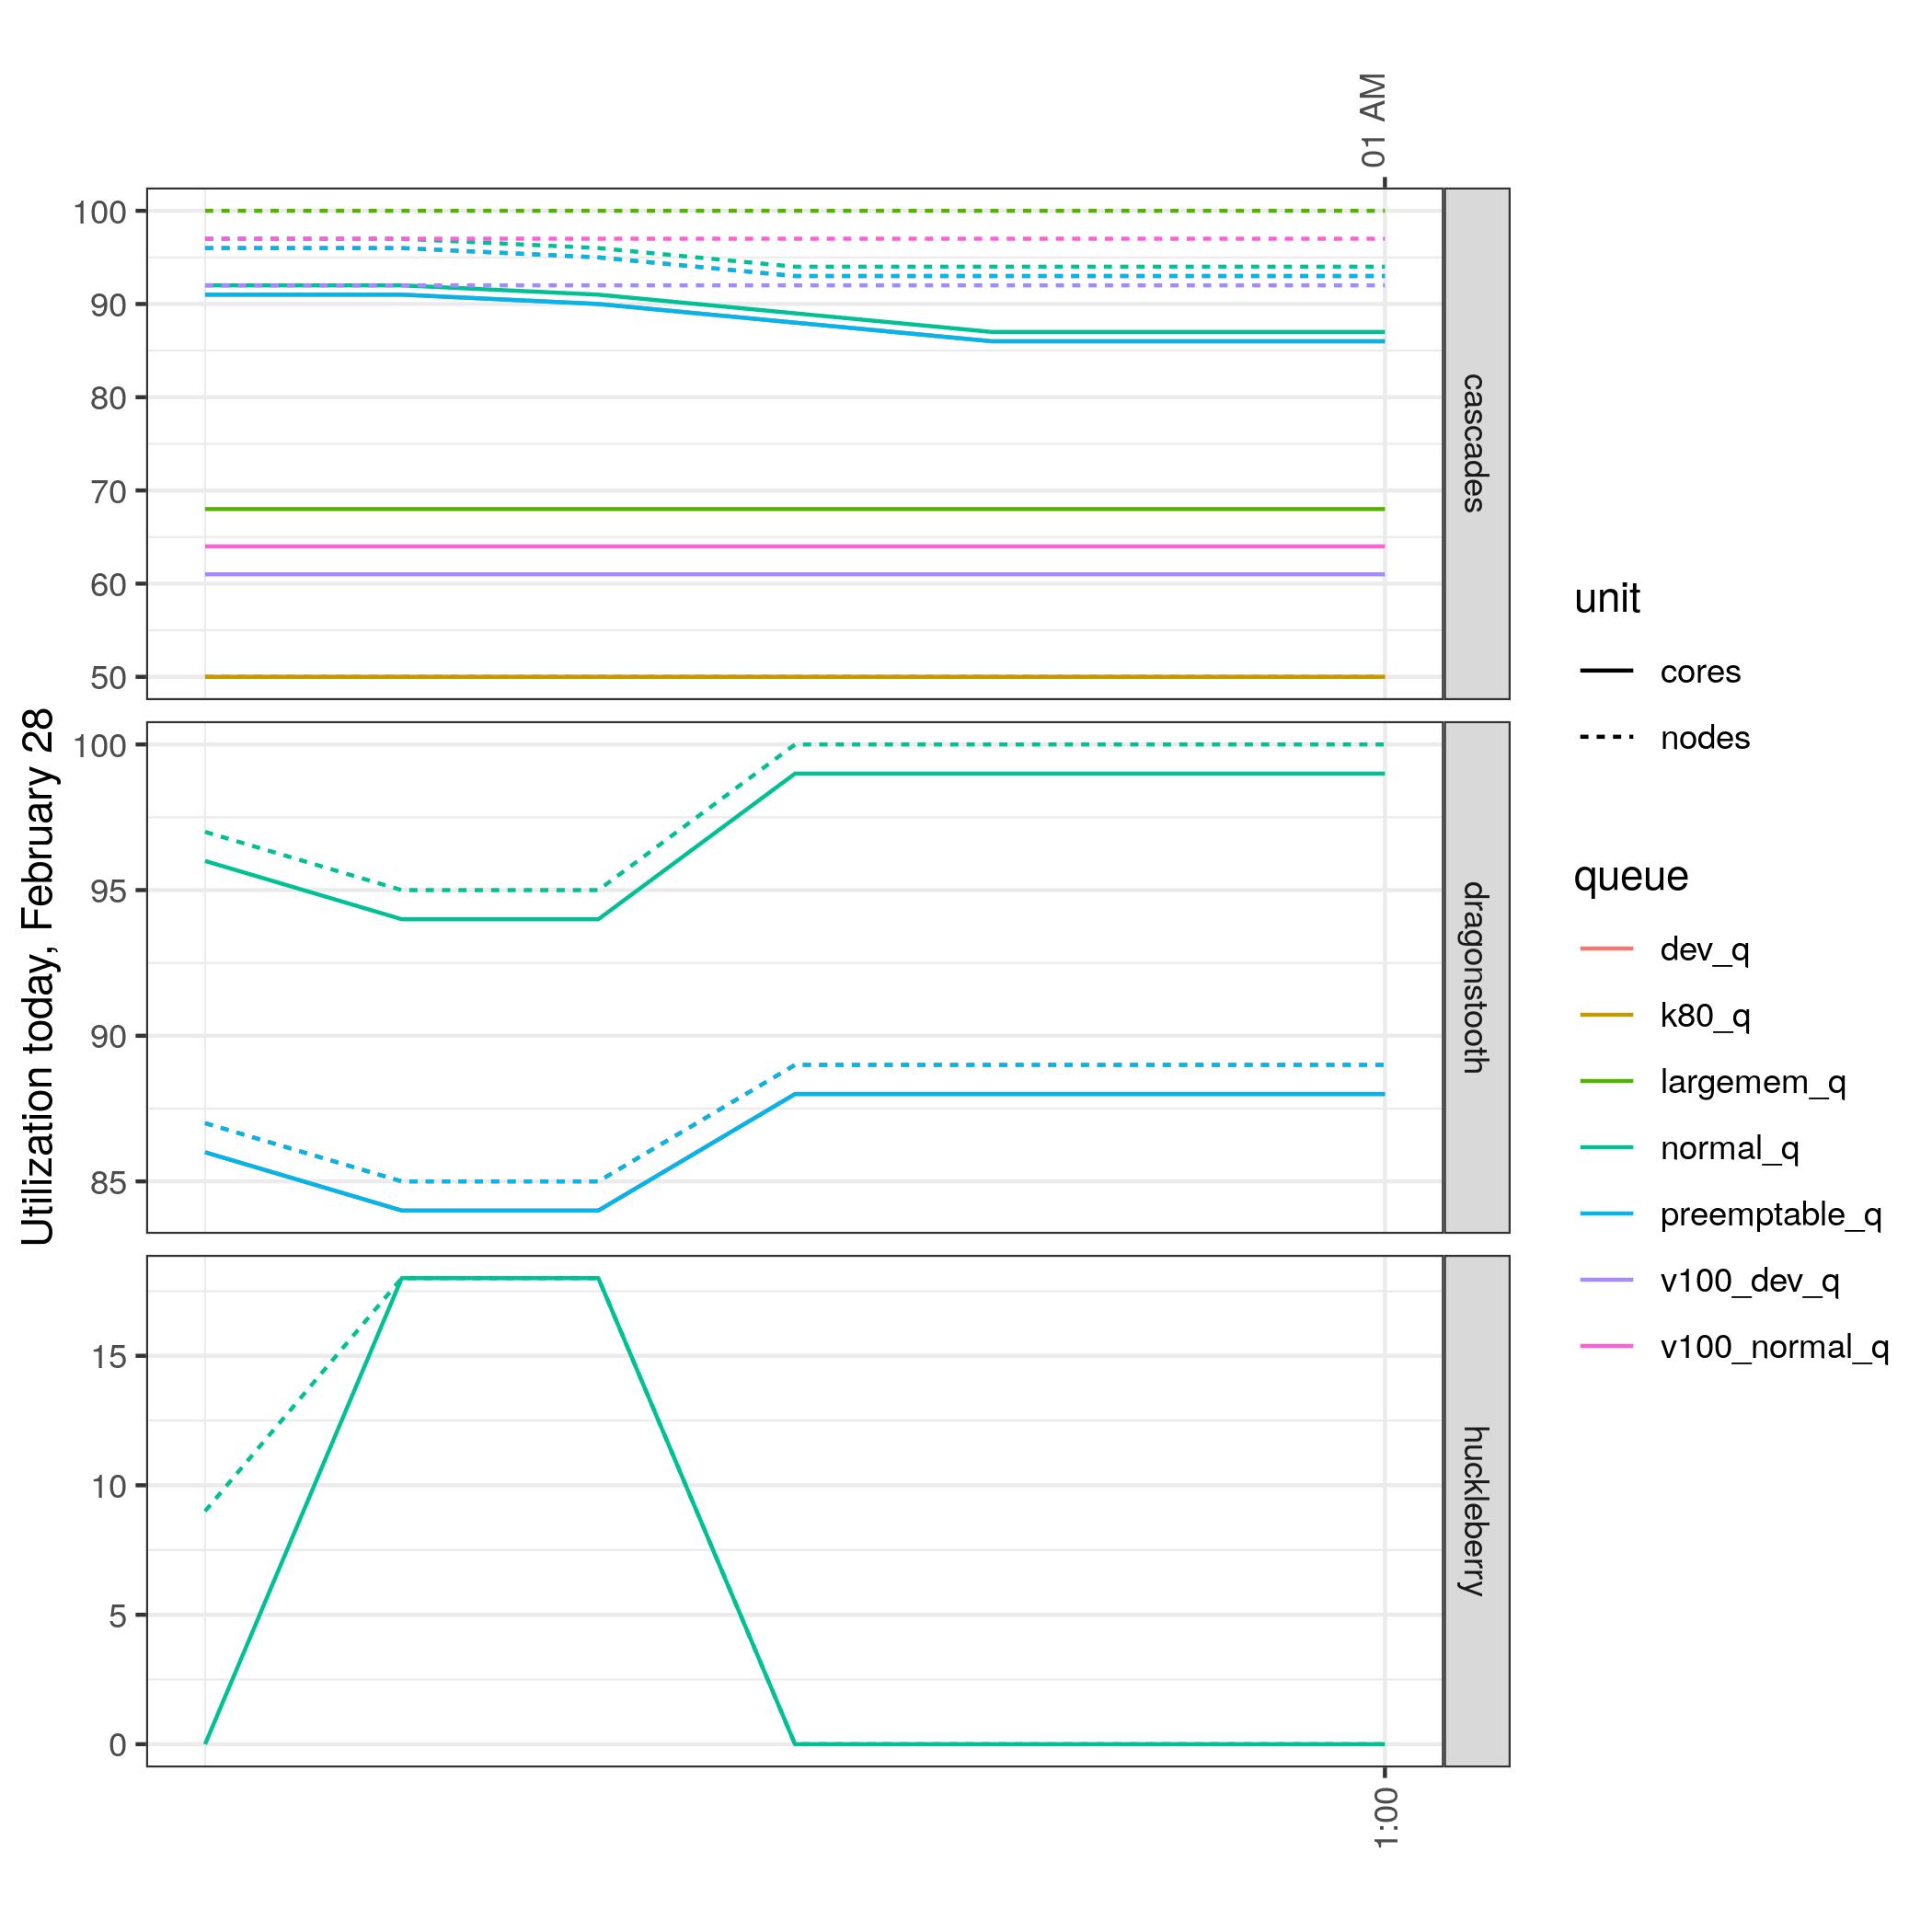 01 AM
100
90
80
70
60
50
cascades
100
95
90
85
dragonstooth
15
10
5
0
huckleberry
1:00
Utilization today, February 28
unit
cores
nodes
queue
dev_q
k80_q
largemem_q
normal_q
preemptable_q
v100_dev_q
v100_normal_q